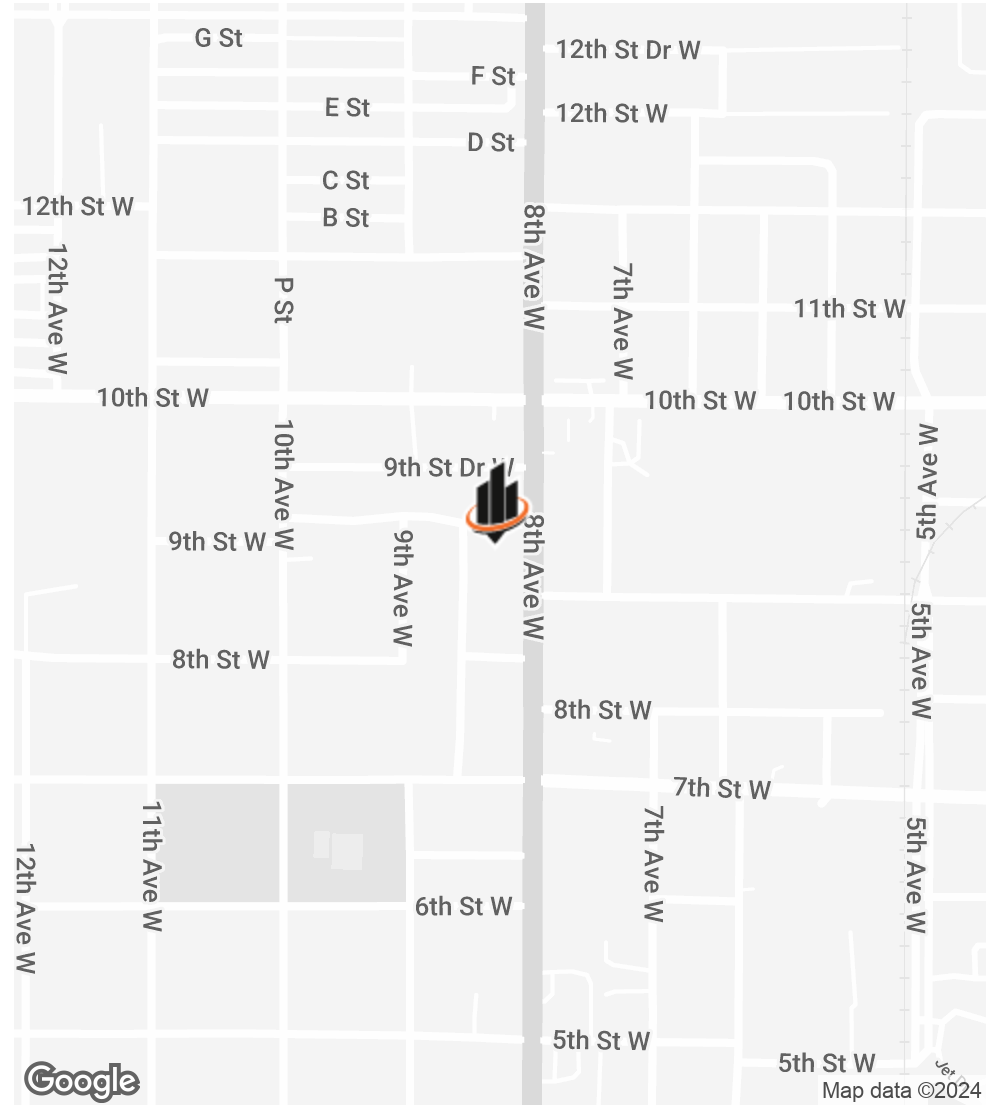 G St
12th St Dr W
F St
E St
12th St W
D St
C St
12th St W
B St
8th Ave W
12th Ave W
7th Ave W
P St
11th St W
10th St W
10th St W
10th St W
10th Ave W
5th Ave W
9th St Dr W
8th Ave W
9th St W
9th Ave W
5th Ave W
8th St W
8th St W
7th St W
11th Ave W
7th Ave W
5th Ave W
12th Ave W
6th St W
5th St W
5th St W
Jet
Google
Map data ©2024